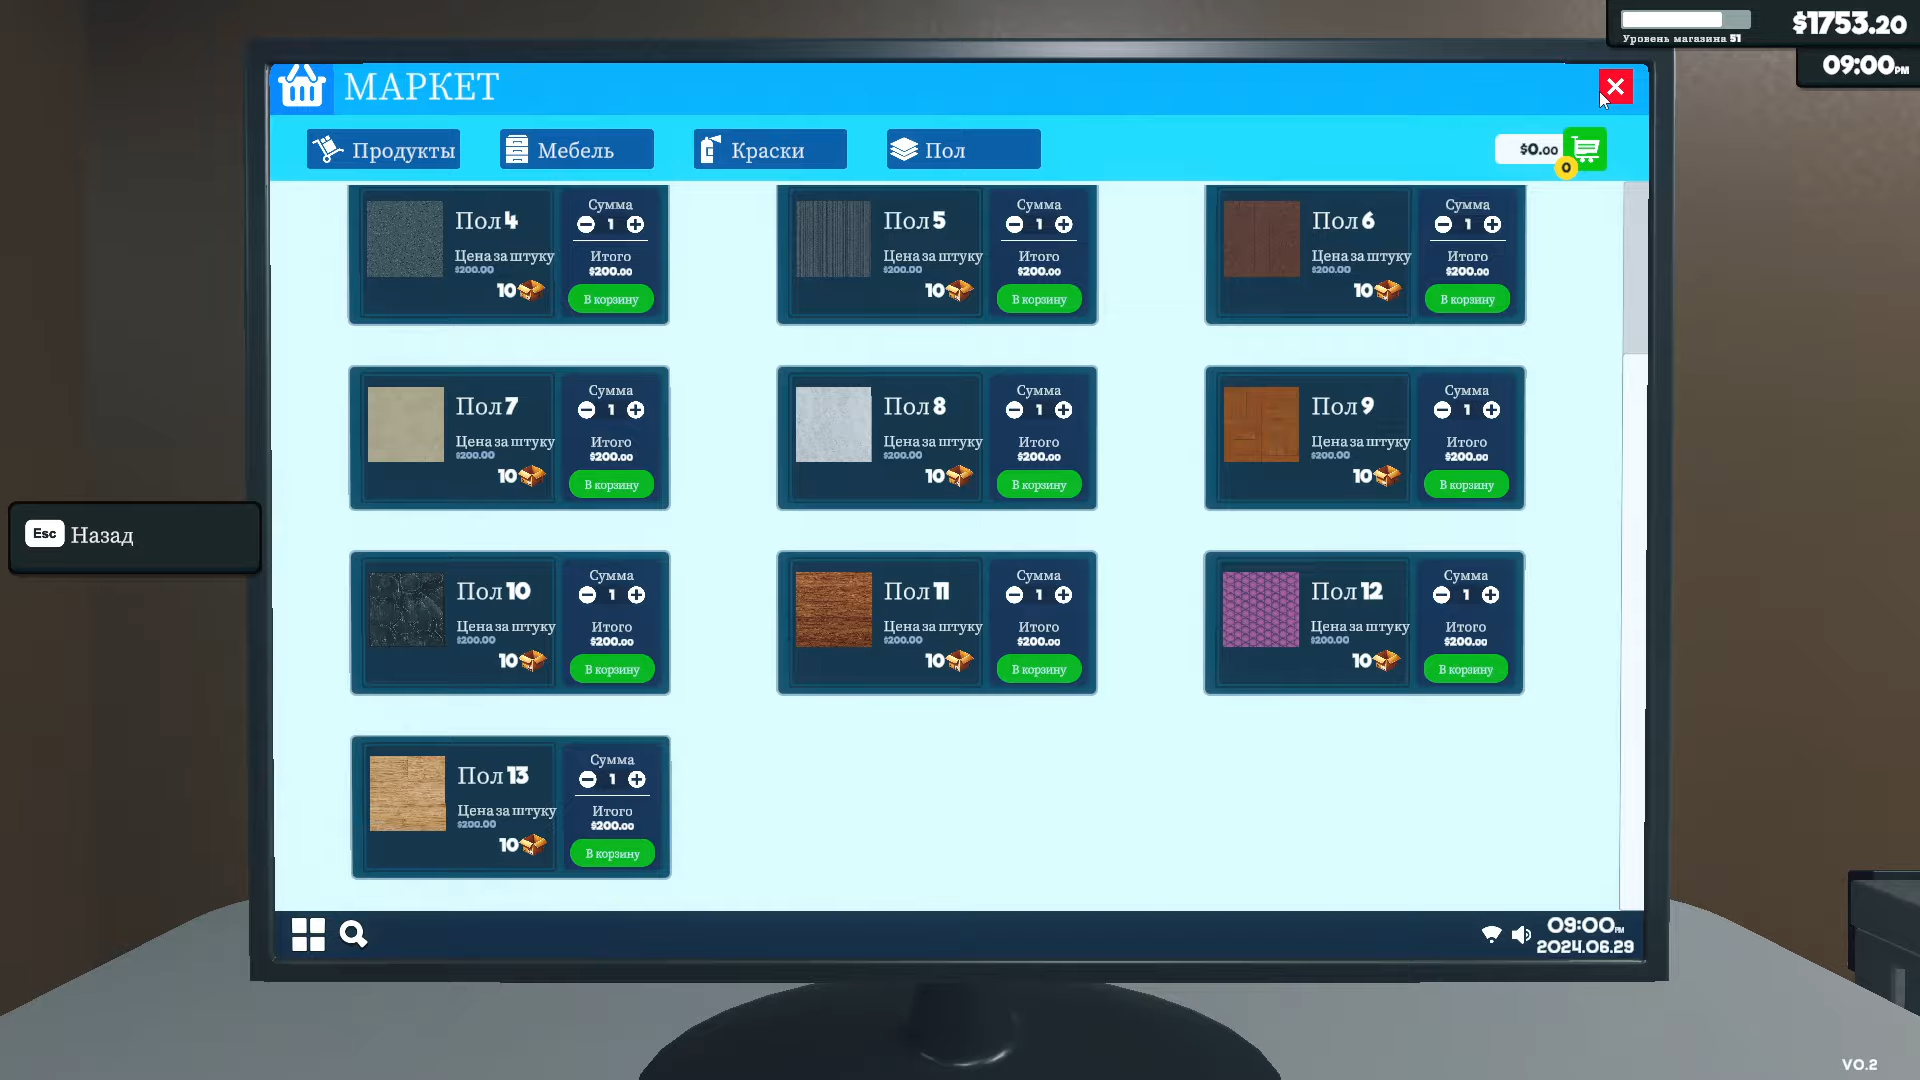 $1753.20
Уровень магазина 51
09:00PM
МАРКЕТ
Продукты
Мебель
Краски
Пол
$0.00
0
Пол 4
Сумма
1
Цена за штуку
$200.00
Итого
$200.00
10
В корзину
Пол 5
Сумма
1
Цена за штуку
$200.00
Итого
$200.00
10
В корзину
Пол 6
Сумма
1
Цена за штуку
$200.00
Итого
$200.00
10
В корзину
Пол 7
Сумма
1
Цена за штуку
$200.00
Итого
$200.00
10
В корзину
Пол 8
Сумма
1
Цена за штуку
$200.00
Итого
$200.00
10
В корзину
Пол 9
Сумма
1
Цена за штуку
$200.00
Итого
$200.00
10
В корзину
Esc Назад
Пол 10
Сумма
1
Цена за штуку
$200.00
Итого
$200.00
10
В корзину
Пол 11
Сумма
1
Цена за штуку
$200.00
Итого
$200.00
10
В корзину
Пол 12
Сумма
1
Цена за штуку
$200.00
Итого
$200.00
10
В корзину
Пол 13
Сумма
1
Цена за штуку
$200.00
Итого
$200.00
10
В корзину
09:00PM
2024.06.29
V0.2